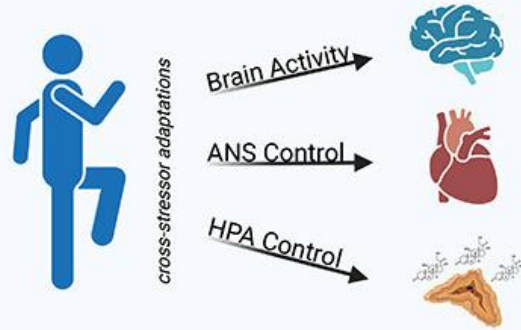 cross-stressor adaptations
Brain Activity
ANS Control
HPA Control